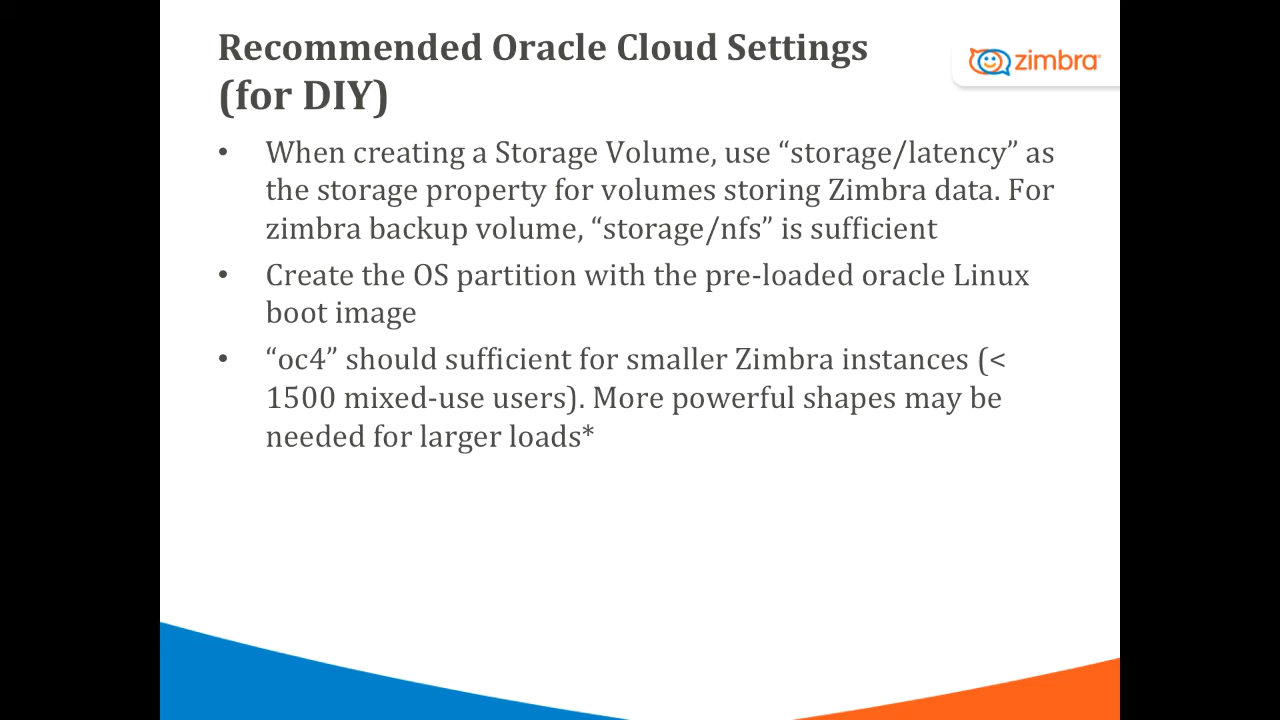 Recommended Oracle Cloud Settings
(for DIY)
zimbra
• When creating a Storage Volume, use “storage/latency” as
the storage property for volumes storing Zimbra data. For
zimbra backup volume, “storage/nfs” is sufficient
• Create the OS partition with the pre-loaded oracle Linux
boot image
• “oc4” should sufficient for smaller Zimbra instances (<
1500 mixed-use users). More powerful shapes may be
needed for larger loads*